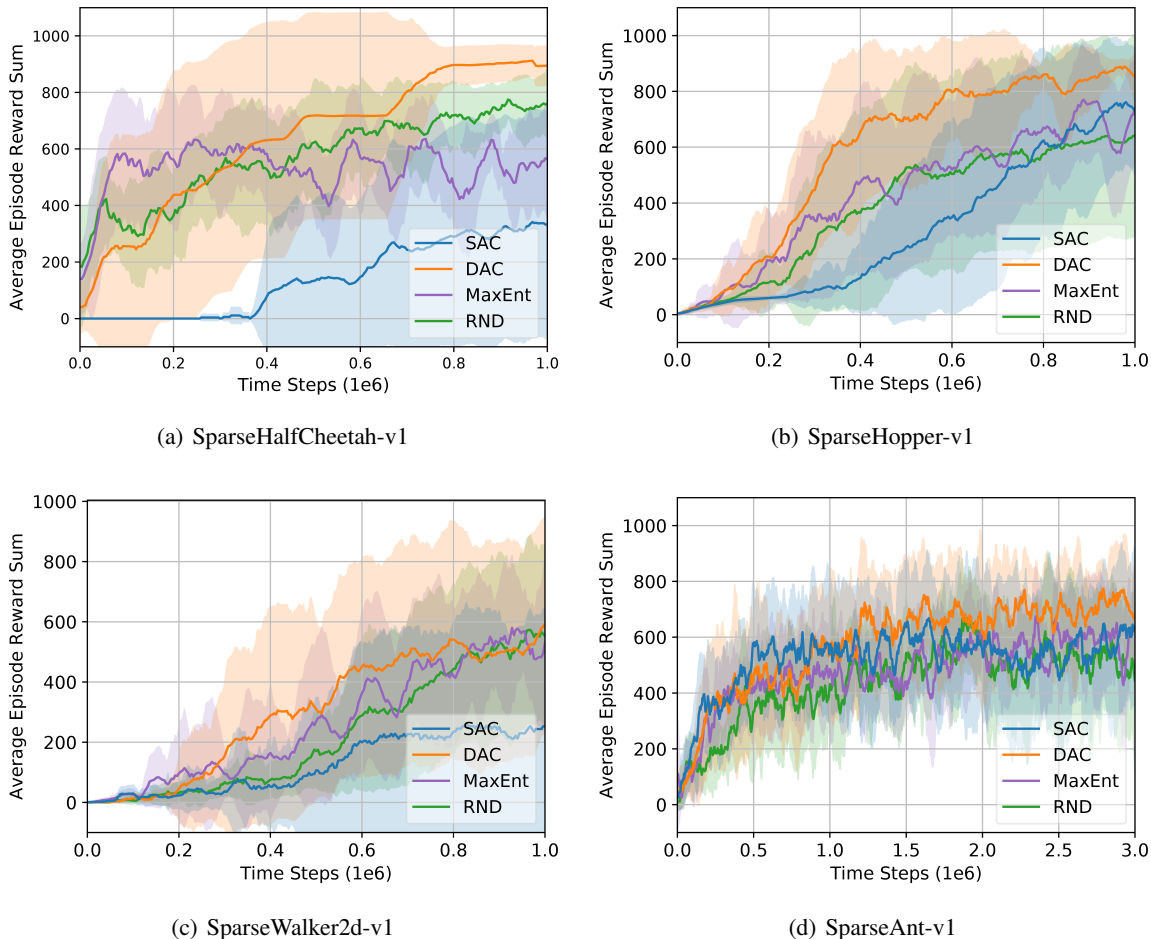 1000
800
600
400
200
0
Average Episode Reward Sum
SAC
DAC
MaxEnt
RND
0.0 0.2 0.4 0.6 0.8 1.0
Time Steps (1e6)
(a) SparseHalfCheetah-v1
1000
800
600
400
200
0
Average Episode Reward Sum
SAC
DAC
MaxEnt
RND
0.0 0.2 0.4 0.6 0.8 1.0
Time Steps (1e6)
(b) SparseHopper-v1
1000
800
600
400
200
0
Average Episode Reward Sum
SAC
DAC
MaxEnt
RND
0.0 0.2 0.4 0.6 0.8 1.0
Time Steps (1e6)
(c) SparseWalker2d-v1
1000
800
600
400
200
0
Average Episode Reward Sum
SAC
DAC
MaxEnt
RND
0.0 0.5 1.0 1.5 2.0 2.5 3.0
Time Steps (1e6)
(d) SparseAnt-v1